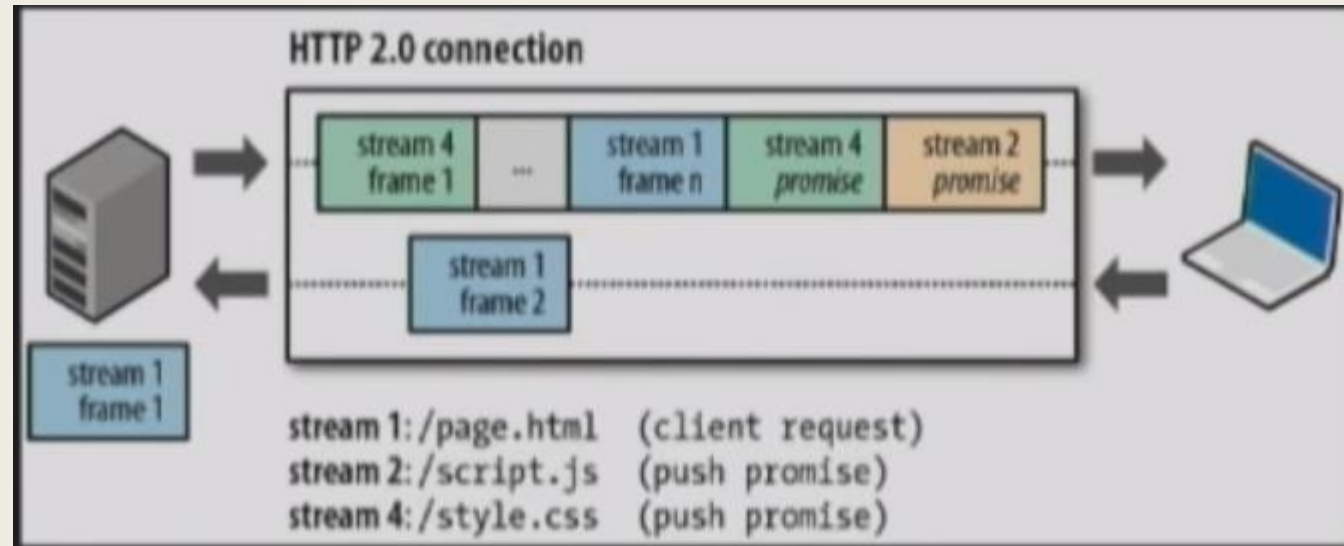 HTTP 2.0 connection
stream 4
frame 1
...
stream 1
frame n
stream 4
promise
stream 2
promise
stream 1
frame 2
stream 1
frame 1
stream 1: /page.html (client request)
stream 2: /script.js (push promise)
stream 4: /style.css (push promise)